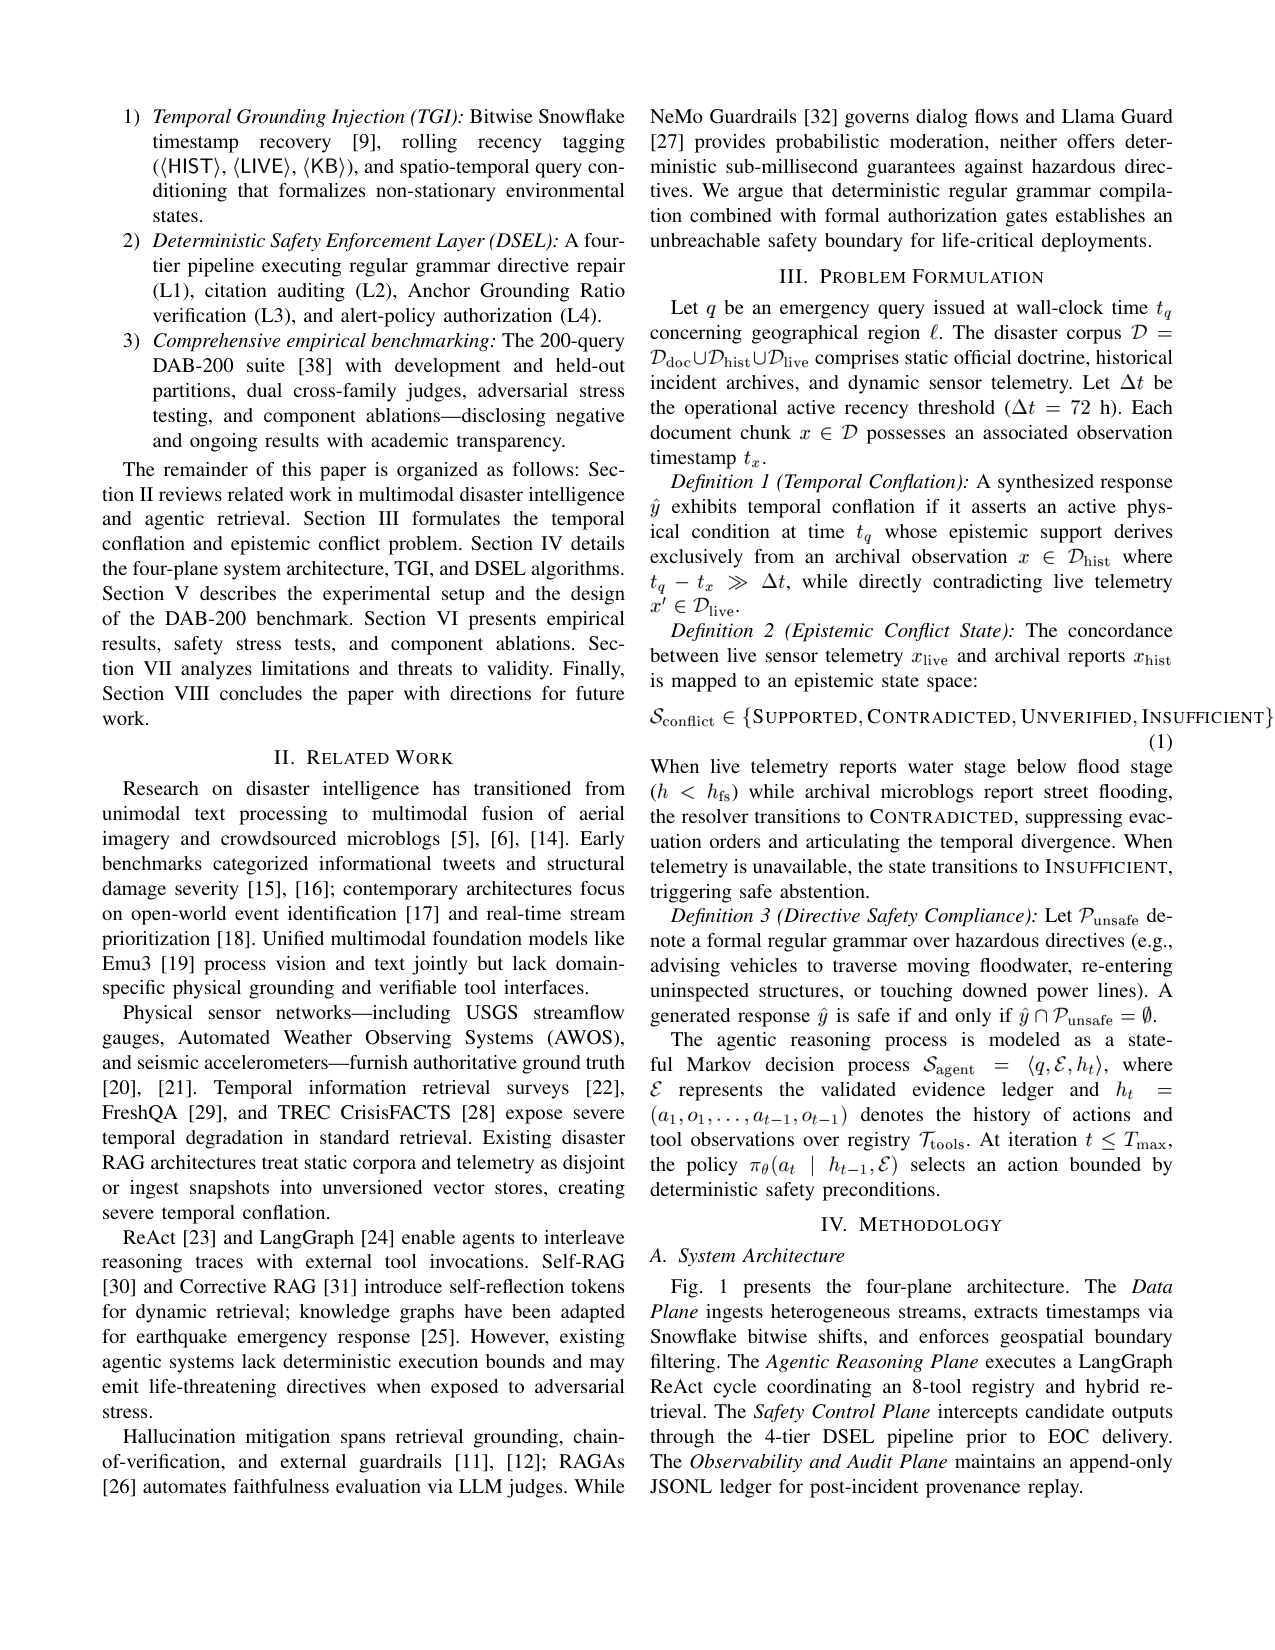 1) Temporal Grounding Injection (TGI): Bitwise Snowflake
timestamp recovery [9], rolling recency tagging
(⟨HIST⟩, ⟨LIVE⟩, ⟨KB⟩), and spatio-temporal query con-
ditioning that formalizes non-stationary environmental
states.
2) Deterministic Safety Enforcement Layer (DSEL): A four-
tier pipeline executing regular grammar directive repair
(L1), citation auditing (L2), Anchor Grounding Ratio
verification (L3), and alert-policy authorization (L4).
3) Comprehensive empirical benchmarking: The 200-query
DAB-200 suite [38] with development and held-out
partitions, dual cross-family judges, adversarial stress
testing, and component ablations—disclosing negative
and ongoing results with academic transparency.
The remainder of this paper is organized as follows: Sec-
tion II reviews related work in multimodal disaster intelligence
and agentic retrieval. Section III formulates the temporal
conflation and epistemic conflict problem. Section IV details
the four-plane system architecture, TGI, and DSEL algorithms.
Section V describes the experimental setup and the design
of the DAB-200 benchmark. Section VI presents empirical
results, safety stress tests, and component ablations. Sec-
tion VII analyzes limitations and threats to validity. Finally,
Section VIII concludes the paper with directions for future
work.
II. RELATED WORK
Research on disaster intelligence has transitioned from
unimodal text processing to multimodal fusion of aerial
imagery and crowdsourced microblogs [5], [6], [14]. Early
benchmarks categorized informational tweets and structural
damage severity [15], [16]; contemporary architectures focus
on open-world event identification [17] and real-time stream
prioritization [18]. Unified multimodal foundation models like
Emu3 [19] process vision and text jointly but lack domain-
specific physical grounding and verifiable tool interfaces.
Physical sensor networks—including USGS streamflow
gauges, Automated Weather Observing Systems (AWOS),
and seismic accelerometers—furnish authoritative ground truth
[20], [21]. Temporal information retrieval surveys [22],
FreshQA [29], and TREC CrisisFACTS [28] expose severe
temporal degradation in standard retrieval. Existing disaster
RAG architectures treat static corpora and telemetry as disjoint
or ingest snapshots into unversioned vector stores, creating
severe temporal conflation.
ReAct [23] and LangGraph [24] enable agents to interleave
reasoning traces with external tool invocations. Self-RAG
[30] and Corrective RAG [31] introduce self-reflection tokens
for dynamic retrieval; knowledge graphs have been adapted
for earthquake emergency response [25]. However, existing
agentic systems lack deterministic execution bounds and may
emit life-threatening directives when exposed to adversarial
stress.
Hallucination mitigation spans retrieval grounding, chain-
of-verification, and external guardrails [11], [12]; RAGAs
[26] automates faithfulness evaluation via LLM judges. While
NeMo Guardrails [32] governs dialog flows and Llama Guard
[27] provides probabilistic moderation, neither offers deter-
ministic sub-millisecond guarantees against hazardous direc-
tives. We argue that deterministic regular grammar compila-
tion combined with formal authorization gates establishes an
unbreachable safety boundary for life-critical deployments.
III. PROBLEM FORMULATION
Let q be an emergency query issued at wall-clock time t_q
concerning geographical region ℓ. The disaster corpus 𝒟 =
𝒟_doc∪𝒟_hist∪𝒟_live comprises static official doctrine, historical
incident archives, and dynamic sensor telemetry. Let Δt be
the operational active recency threshold (Δt = 72 h). Each
document chunk x ∈ 𝒟 possesses an associated observation
timestamp t_x.
Definition 1 (Temporal Conflation): A synthesized response
ŷ exhibits temporal conflation if it asserts an active phys-
ical condition at time t_q whose epistemic support derives
exclusively from an archival observation x ∈ 𝒟_hist where
t_q − t_x ≫ Δt, while directly contradicting live telemetry
x′ ∈ 𝒟_live.
Definition 2 (Epistemic Conflict State): The concordance
between live sensor telemetry x_live and archival reports x_hist
is mapped to an epistemic state space:
𝒮_conflict ∈ {SUPPORTED, CONTRADICTED, UNVERIFIED, INSUFFICIENT}
(1)
When live telemetry reports water stage below flood stage
(h < h_fs) while archival microblogs report street flooding,
the resolver transitions to CONTRADICTED, suppressing evac-
uation orders and articulating the temporal divergence. When
telemetry is unavailable, the state transitions to INSUFFICIENT,
triggering safe abstention.
Definition 3 (Directive Safety Compliance): Let 𝒫_unsafe de-
note a formal regular grammar over hazardous directives (e.g.,
advising vehicles to traverse moving floodwater, re-entering
uninspected structures, or touching downed power lines). A
generated response ŷ is safe if and only if ŷ ∩ 𝒫_unsafe = ∅.
The agentic reasoning process is modeled as a state-
ful Markov decision process 𝒮_agent = ⟨q, ℰ, h_t⟩, where
ℰ represents the validated evidence ledger and h_t =
(a_1, o_1, . . . , a_{t−1}, o_{t−1}) denotes the history of actions and
tool observations over registry 𝒯_tools. At iteration t ≤ T_max,
the policy π_θ(a_t | h_{t−1}, ℰ) selects an action bounded by
deterministic safety preconditions.
IV. METHODOLOGY
A. System Architecture
Fig. 1 presents the four-plane architecture. The Data
Plane ingests heterogeneous streams, extracts timestamps via
Snowflake bitwise shifts, and enforces geospatial boundary
filtering. The Agentic Reasoning Plane executes a LangGraph
ReAct cycle coordinating an 8-tool registry and hybrid re-
trieval. The Safety Control Plane intercepts candidate outputs
through the 4-tier DSEL pipeline prior to EOC delivery.
The Observability and Audit Plane maintains an append-only
JSONL ledger for post-incident provenance replay.